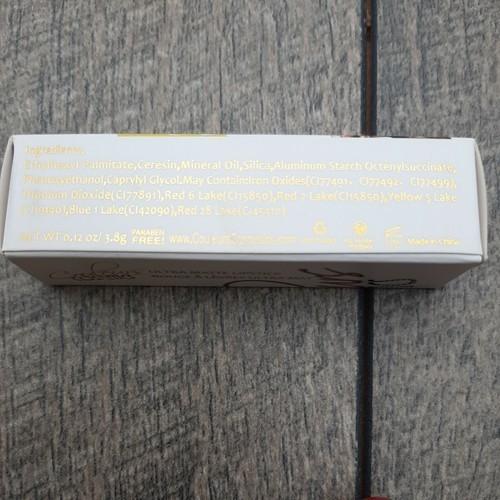 Ingredients:
Ethylhexyl Palmitate,Ceresin,Mineral Oil,Silica,Aluminum Starch Octenylsuccinate,
Phenoxyethanol,Caprylyl Glycol.May Contain:Iron Oxides(CI77491, CI77492, CI77499),
Titanium Dioxide(CI77891),Red 6 Lake(CI15850),Red 7 Lake(CI15850),Yellow 5 Lake
(CI19140),Blue 1 Lake(CI42090),Red 28 Lake(CI45410)
NET WT 0.12 oz/ 3.8g PARABEN FREE! Made in China
ULTRA MATTE LIPSTICK
ROUGE À LÈVRES